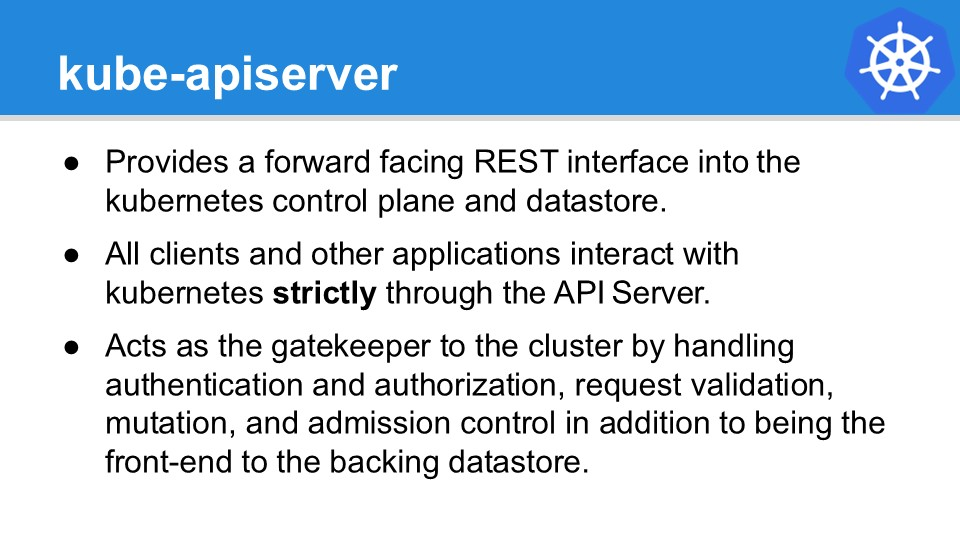 kube-apiserver
● Provides a forward facing REST interface into the
kubernetes control plane and datastore.
● All clients and other applications interact with
kubernetes strictly through the API Server.
● Acts as the gatekeeper to the cluster by handling
authentication and authorization, request validation,
mutation, and admission control in addition to being the
front-end to the backing datastore.